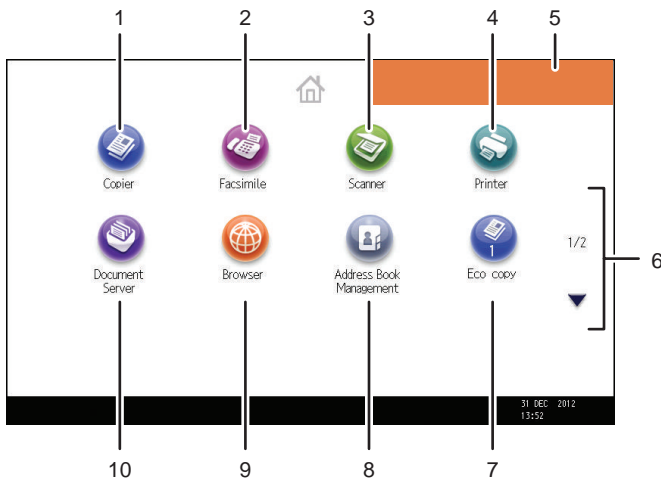 1 2 3 4 5
Copier Facsimile Scanner Printer
1
1/2
6
Document Server Browser Address Book Management Eco copy
31 DEC 2012
13:52
10 9 8 7